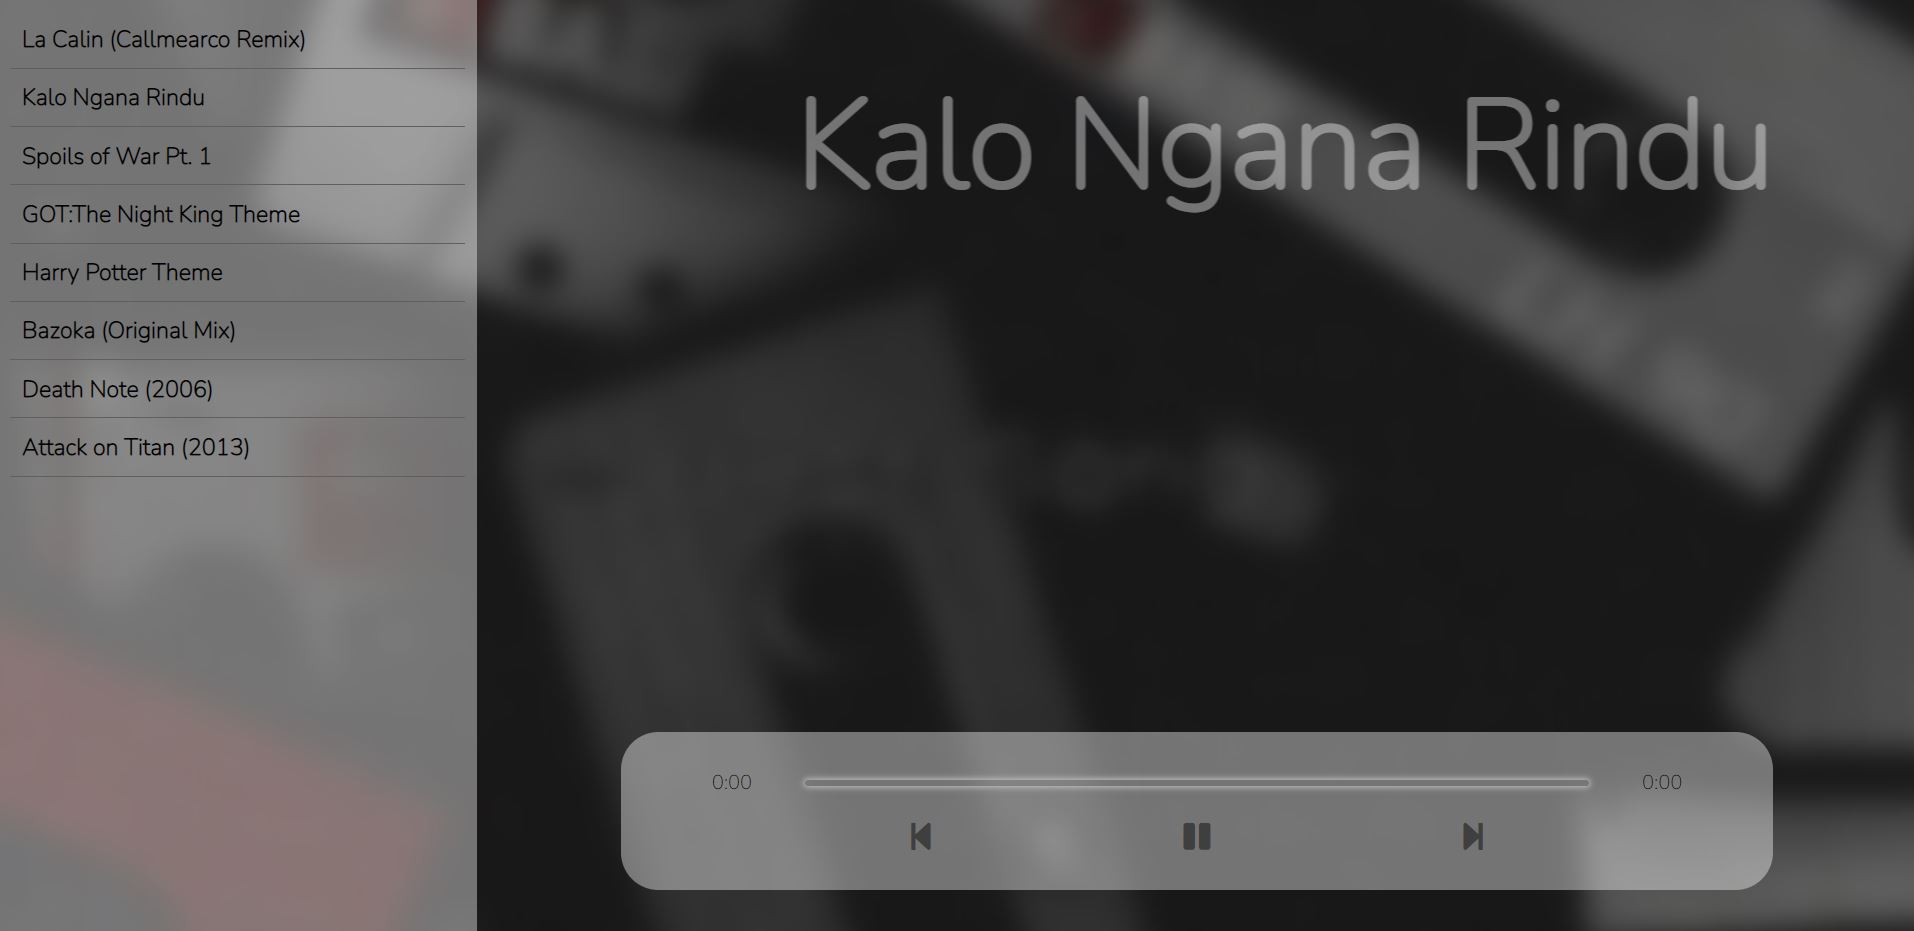 La Calin (Callmearco Remix)
Kalo Ngana Rindu
Spoils of War Pt. 1
GOT:The Night King Theme
Harry Potter Theme
Bazoka (Original Mix)
Death Note (2006)
Attack on Titan (2013)
Kalo Ngana Rindu
0:00
0:00